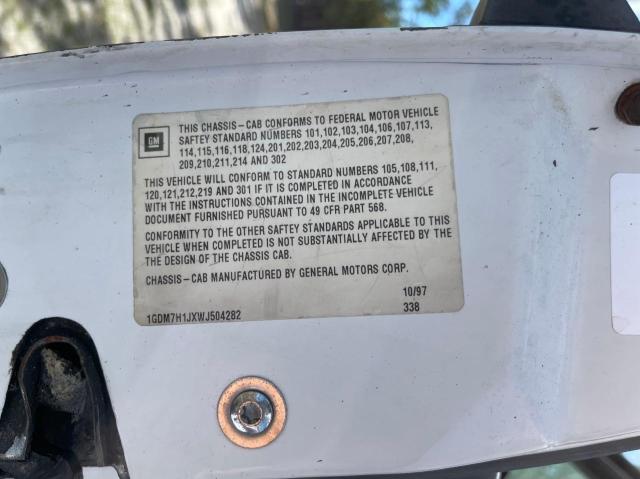 GM
THIS CHASSIS-CAB CONFORMS TO FEDERAL MOTOR VEHICLE
SAFTEY STANDARD NUMBERS 101,102,103,104,106,107,113,
114,115,116,118,124,201,202,203,204,205,206,207,208,
209,210,211,214 AND 302
THIS VEHICLE WILL CONFORM TO STANDARD NUMBERS 105,108,111,
120,121,212,219 AND 301 IF IT IS COMPLETED IN ACCORDANCE
WITH THE INSTRUCTIONS CONTAINED IN THE INCOMPLETE VEHICLE
DOCUMENT FURNISHED PURSUANT TO 49 CFR PART 568.
CONFORMITY TO THE OTHER SAFTEY STANDARDS APPLICABLE TO THIS
VEHICLE WHEN COMPLETED IS NOT SUBSTANTIALLY AFFECTED BY THE
THE DESIGN OF THE CHASSIS CAB.
CHASSIS-CAB MANUFACTURED BY GENERAL MOTORS CORP.
10/97
1GDM7H1JXWJ504282 338